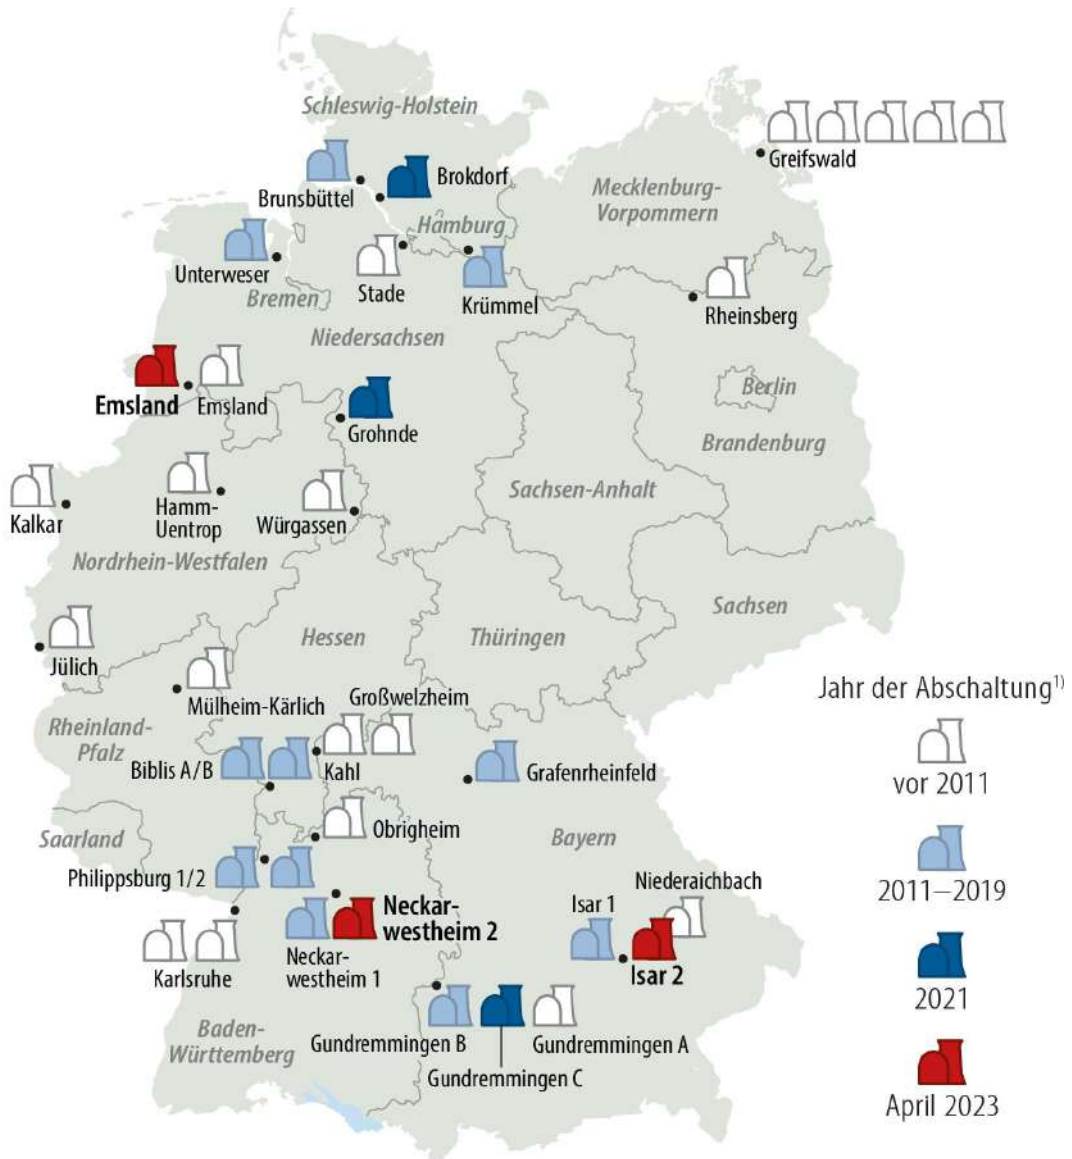 Schleswig-Holstein
Greifswald
Brokdorf
Brunsbüttel
Mecklenburg-
Vorpommern
Hamburg
Unterweser
Bremen
Stade
Krümmel
Rheinsberg
Niedersachsen
Emsland
Emsland
Berlin
Grohnde
Brandenburg
Sachsen-Anhalt
Kalkar
Hamm-
Uentrop
Würgassen
Nordrhein-Westfalen
Sachsen
Hessen
Thüringen
Jülich
Mülheim-Kärlich
Großwelzheim
Rheinland-
Pfalz
Biblis A/B
Kahl
Grafenrheinfeld
Obrigheim
Saarland
Bayern
Philippsburg 1/2
Niederaichbach
Isar 1
Neckar-
westheim 2
Karlsruhe
Neckar-
westheim 1
Isar 2
Baden-
Württemberg
Gundremmingen B
Gundremmingen A
Gundremmingen C
Jahr der Abschaltung¹⁾
vor 2011
2011–2019
2021
April 2023